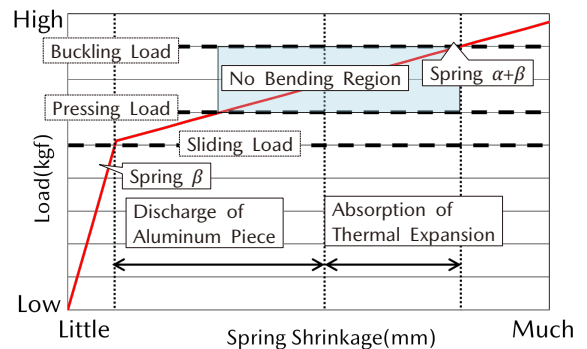 High
Buckling Load
No Bending Region
Spring α+β
Pressing Load
Sliding Load
Load(kgf)
Spring β
Discharge of
Aluminum Piece
Absorption of
Thermal Expansion
Low
Little
Spring Shrinkage(mm)
Much